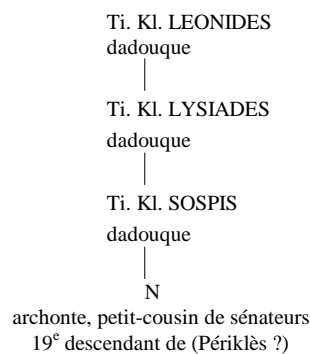 Ti. Kl. LEONIDES
dadouque
Ti. Kl. LYSIADES
dadouque
Ti. Kl. SOSPIS
dadouque
N
archonte, petit-cousin de sénateurs
19e descendant de (Périklès ?)